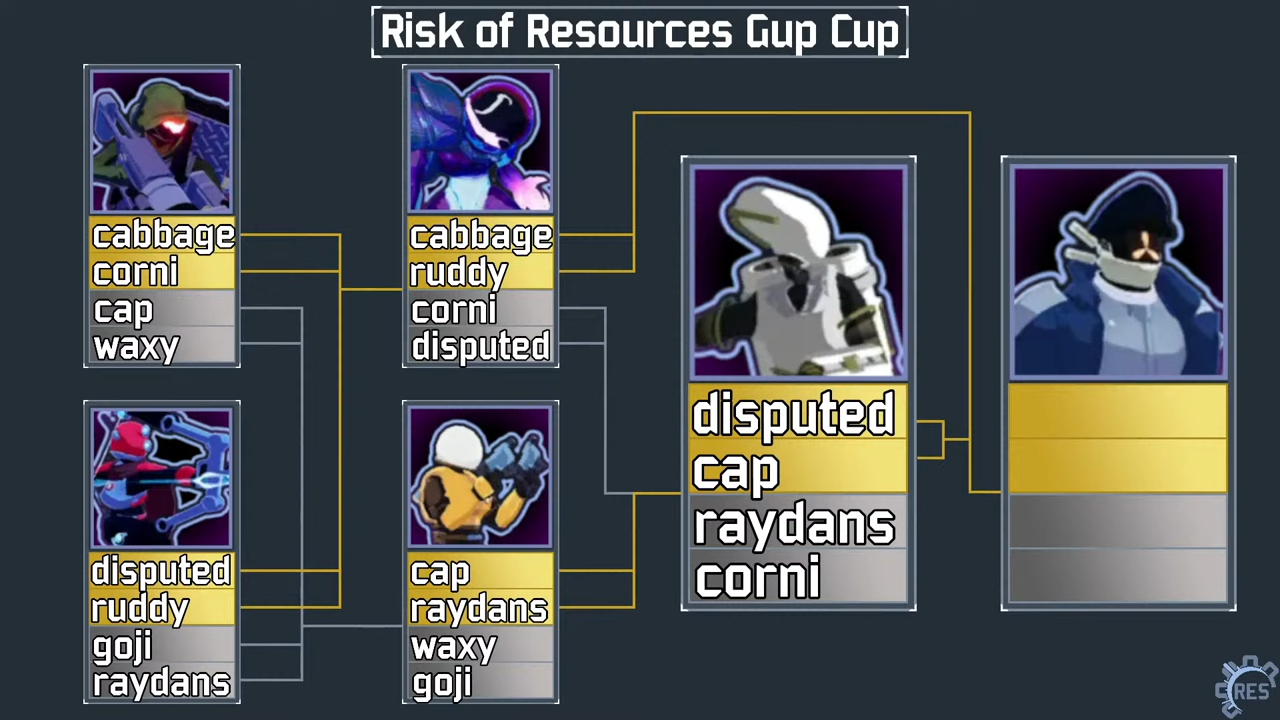 Risk of Resources Gup Cup
cabbage
corni
cap
waxy
disputed
ruddy
goji
raydans
cabbage
ruddy
corni
disputed
cap
raydans
waxy
goji
disputed
cap
raydans
corni
RES